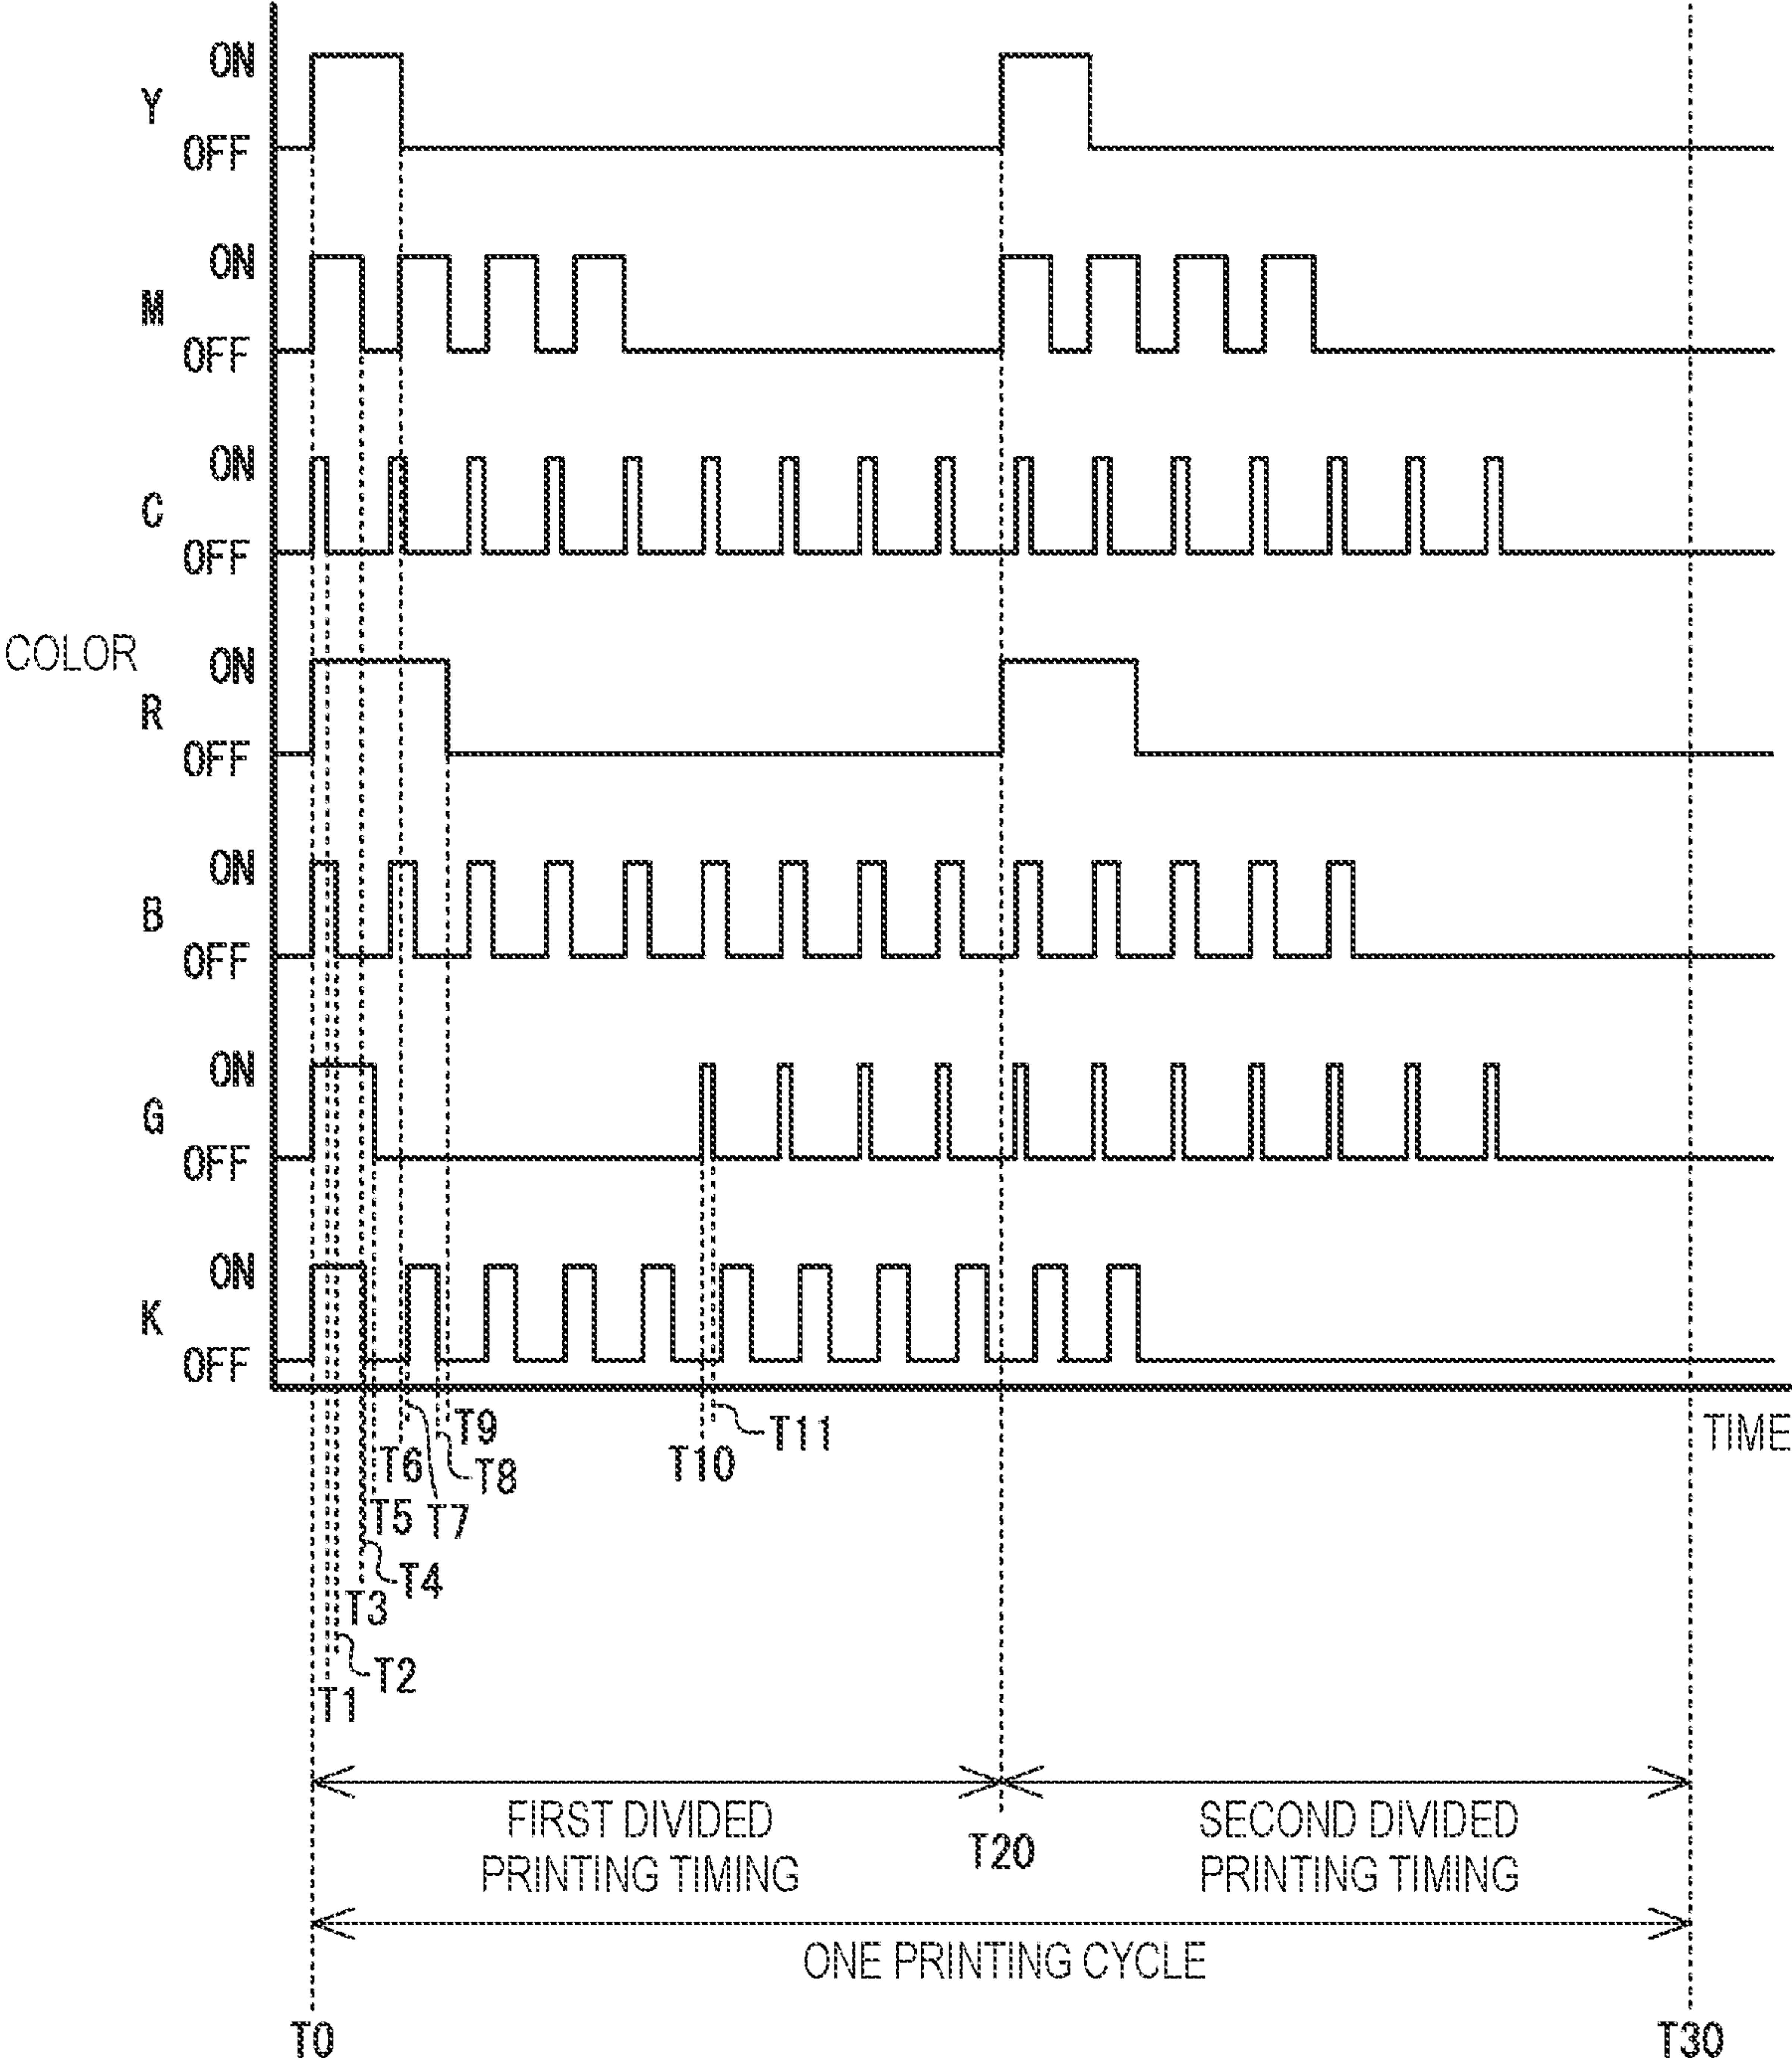 ON
Y
OFF
ON
M
OFF
ON
C
OFF
COLOR
ON
R
OFF
ON
B
OFF
ON
G
OFF
ON
K
OFF
TIME
T9
T11
T6
T8
T10
T5
T7
T4
T3
T2
T1
FIRST DIVIDED
PRINTING TIMING
T20
SECOND DIVIDED
PRINTING TIMING
ONE PRINTING CYCLE
T0
T30